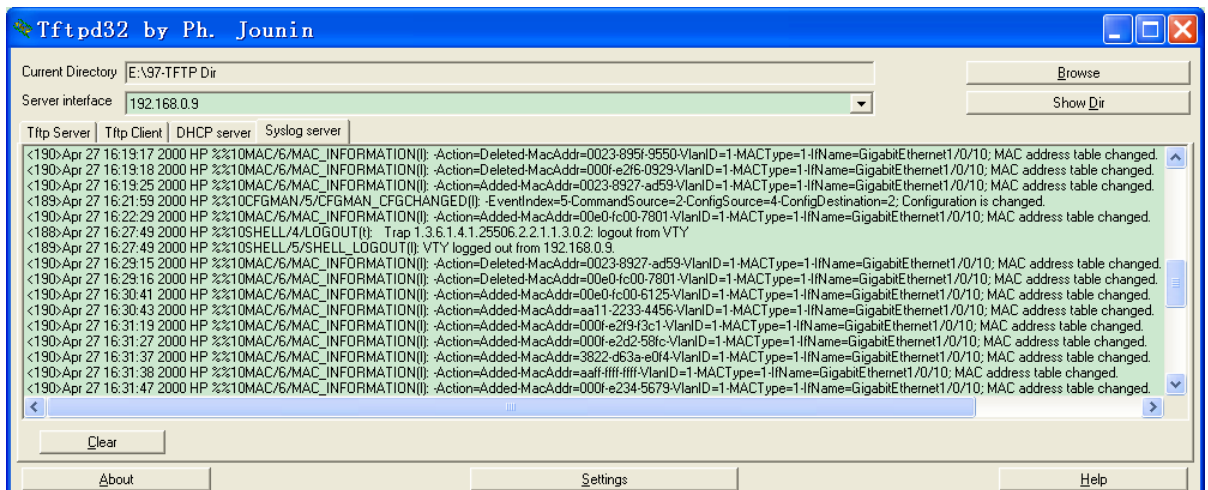 Tftpd32 by Ph. Jounin
Current Directory E:\97-TFTP Dir Browse
Server interface 192.168.0.9 Show Dir
Tftp Server Tftp Client DHCP server Syslog server
<190>Apr 27 16:19:17 2000 HP %%10MAC/6/MAC_INFORMATION(l): -Action=Deleted-MacAddr=0023-895f-9550-VlanID=1-MACType=1-IfName=GigabitEthernet1/0/10; MAC address table changed.
<190>Apr 27 16:19:18 2000 HP %%10MAC/6/MAC_INFORMATION(l): -Action=Deleted-MacAddr=000f-e2f6-0929-VlanID=1-MACType=1-IfName=GigabitEthernet1/0/10; MAC address table changed.
<190>Apr 27 16:19:25 2000 HP %%10MAC/6/MAC_INFORMATION(l): -Action=Added-MacAddr=0023-8927-ad59-VlanID=1-MACType=1-IfName=GigabitEthernet1/0/10; MAC address table changed.
<189>Apr 27 16:21:59 2000 HP %%10CFGMAN/5/CFGMAN_CFGCHANGED(l): -EventIndex=5-CommandSource=2-ConfigSource=4-ConfigDestination=2; Configuration is changed.
<190>Apr 27 16:22:29 2000 HP %%10MAC/6/MAC_INFORMATION(l): -Action=Added-MacAddr=00e0-fc00-7801-VlanID=1-MACType=1-IfName=GigabitEthernet1/0/10; MAC address table changed.
<188>Apr 27 16:27:49 2000 HP %%10SHELL/4/LOGOUT(t): Trap 1.3.6.1.4.1.25506.2.2.1.1.3.0.2: logout from VTY
<189>Apr 27 16:27:49 2000 HP %%10SHELL/5/SHELL_LOGOUT(l): VTY logged out from 192.168.0.9.
<190>Apr 27 16:29:15 2000 HP %%10MAC/6/MAC_INFORMATION(l): -Action=Deleted-MacAddr=0023-8927-ad59-VlanID=1-MACType=1-IfName=GigabitEthernet1/0/10; MAC address table changed.
<190>Apr 27 16:29:16 2000 HP %%10MAC/6/MAC_INFORMATION(l): -Action=Deleted-MacAddr=00e0-fc00-7801-VlanID=1-MACType=1-IfName=GigabitEthernet1/0/10; MAC address table changed.
<190>Apr 27 16:30:41 2000 HP %%10MAC/6/MAC_INFORMATION(l): -Action=Added-MacAddr=00e0-fc00-6125-VlanID=1-MACType=1-IfName=GigabitEthernet1/0/10; MAC address table changed.
<190>Apr 27 16:30:43 2000 HP %%10MAC/6/MAC_INFORMATION(l): -Action=Added-MacAddr=aa11-2233-4456-VlanID=1-MACType=1-IfName=GigabitEthernet1/0/10; MAC address table changed.
<190>Apr 27 16:31:19 2000 HP %%10MAC/6/MAC_INFORMATION(l): -Action=Added-MacAddr=000f-e2f9-f3c1-VlanID=1-MACType=1-IfName=GigabitEthernet1/0/10; MAC address table changed.
<190>Apr 27 16:31:27 2000 HP %%10MAC/6/MAC_INFORMATION(l): -Action=Added-MacAddr=000f-e2d2-58fc-VlanID=1-MACType=1-IfName=GigabitEthernet1/0/10; MAC address table changed.
<190>Apr 27 16:31:37 2000 HP %%10MAC/6/MAC_INFORMATION(l): -Action=Added-MacAddr=3822-d63a-e0f4-VlanID=1-MACType=1-IfName=GigabitEthernet1/0/10; MAC address table changed.
<190>Apr 27 16:31:38 2000 HP %%10MAC/6/MAC_INFORMATION(l): -Action=Added-MacAddr=aaff-ffff-ffff-VlanID=1-MACType=1-IfName=GigabitEthernet1/0/10; MAC address table changed.
<190>Apr 27 16:31:47 2000 HP %%10MAC/6/MAC_INFORMATION(l): -Action=Added-MacAddr=000f-e234-5679-VlanID=1-MACType=1-IfName=GigabitEthernet1/0/10; MAC address table changed.
Clear
About Settings Help